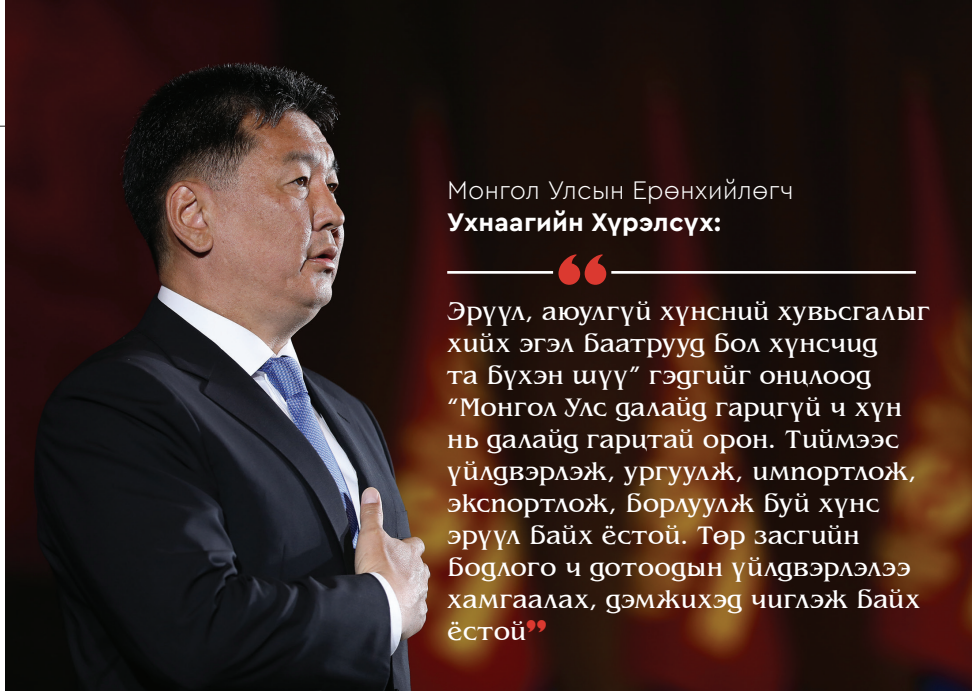 Монгол Улсын Ерөнхийлөгч
Ухнаагийн Хүрэлсүх:
“
Эрүүл, аюулгүй хүнсний хувьсгалыг
хийх эгэл баатрууд бол хүнсчид
та бүхэн шүү” гэдгийг онцлоод
“Монгол Улс далайд гарцгүй ч хүн
нь далайд гарцтай орон. Тиймээс
үйлдвэрлэж, ургуулж, импортлож,
экспортлож, борлуулж буй хүнс
эрүүл байх ёстой. Төр засгийн
бодлого ч дотоодын үйлдвэрлэлээ
хамгаалах, дэмжихэд чиглэж байх
ёстой”